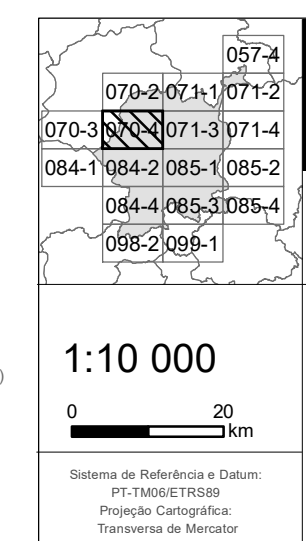 057-4
070-2 071-1 071-2
070-3 070-4 071-3 071-4
084-1 084-2 085-1 085-2
084-4 085-3 085-4
098-2 099-1
1:10 000
)
0 20
km
Sistema de Referência e Datum:
PT-TM06/ETRS89
Projeção Cartográfica:
Transversa de Mercator